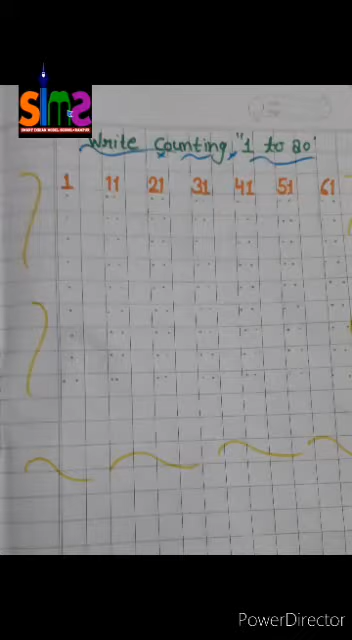 SIMS
Write counting "1 to 80"
1 11 21 31 41 51 61
PowerDirector